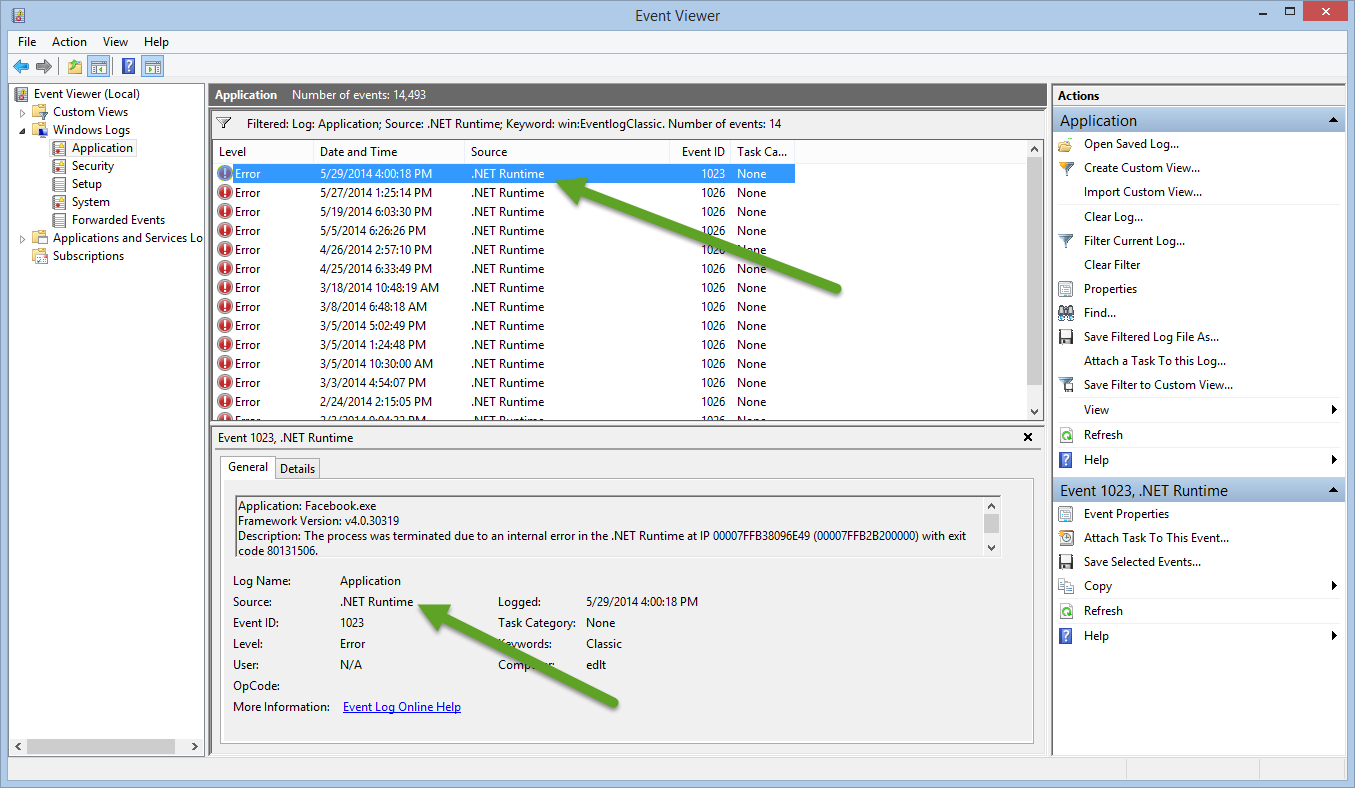 Event Viewer
File Action View Help
Event Viewer (Local)
Custom Views
Windows Logs
Application
Security
Setup
System
Forwarded Events
Applications and Services Lo
Subscriptions
Application Number of events: 14,493
Filtered: Log: Application; Source: .NET Runtime; Keyword: win:EventlogClassic. Number of events: 14
Level Date and Time Source Event ID Task Ca...
Error 5/29/2014 4:00:18 PM .NET Runtime 1023 None
Error 5/27/2014 1:25:14 PM .NET Runtime 1026 None
Error 5/19/2014 6:03:30 PM .NET Runtime 1026 None
Error 5/5/2014 6:26:26 PM .NET Runtime 1026 None
Error 4/26/2014 2:57:10 PM .NET Runtime 1026 None
Error 4/25/2014 6:33:49 PM .NET Runtime 1026 None
Error 3/18/2014 10:48:19 AM .NET Runtime 1026 None
Error 3/8/2014 6:48:18 AM .NET Runtime 1026 None
Error 3/5/2014 5:02:49 PM .NET Runtime 1026 None
Error 3/5/2014 1:24:48 PM .NET Runtime 1026 None
Error 3/5/2014 10:30:00 AM .NET Runtime 1026 None
Error 3/3/2014 4:54:07 PM .NET Runtime 1026 None
Error 2/24/2014 2:15:05 PM .NET Runtime 1026 None
Error .NET Runtime 1026 None
Event 1023, .NET Runtime
General Details
Application: Facebook.exe
Framework Version: v4.0.30319
Description: The process was terminated due to an internal error in the .NET Runtime at IP 00007FFB38096E49 (00007FFB2B200000) with exit
code 80131506.
Log Name: Application
Source: .NET Runtime Logged: 5/29/2014 4:00:18 PM
Event ID: 1023 Task Category: None
Level: Error Keywords: Classic
User: N/A Computer: edlt
OpCode:
More Information: Event Log Online Help
Actions
Application
Open Saved Log...
Create Custom View...
Import Custom View...
Clear Log...
Filter Current Log...
Clear Filter
Properties
Find...
Save Filtered Log File As...
Attach a Task To this Log...
Save Filter to Custom View...
View
Refresh
Help
Event 1023, .NET Runtime
Event Properties
Attach Task To This Event...
Save Selected Events...
Copy
Refresh
Help